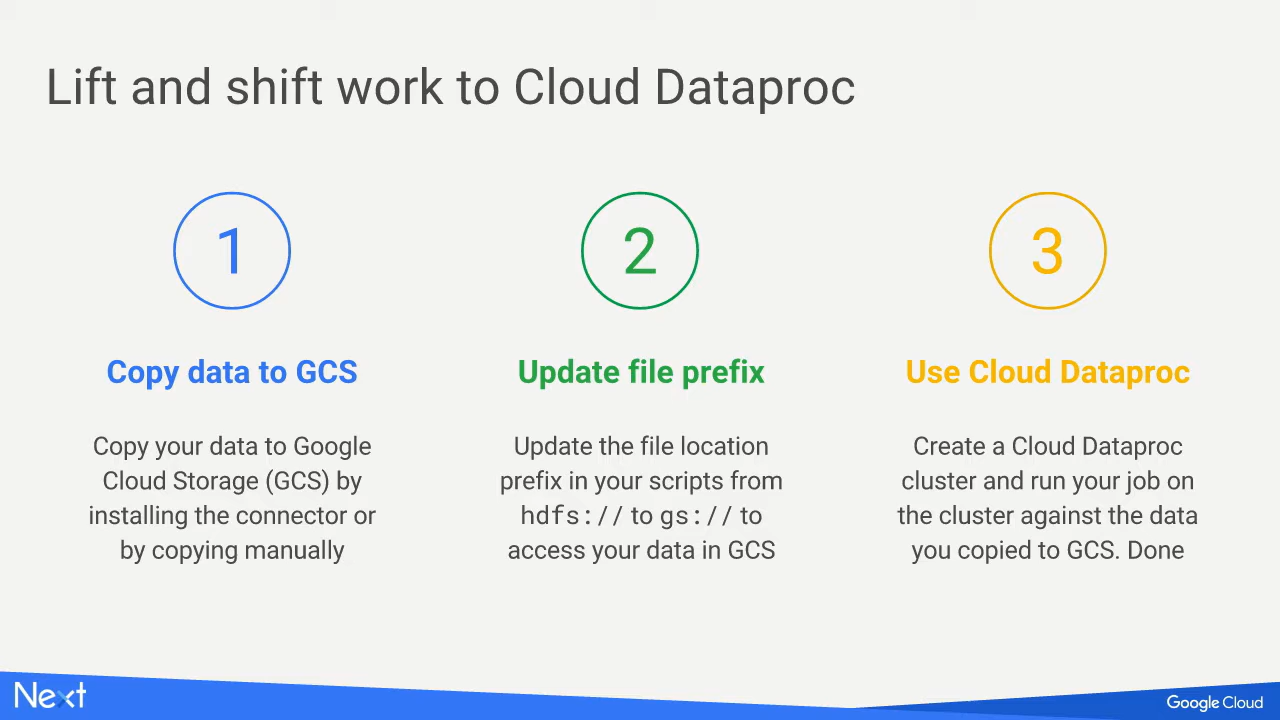 Lift and shift work to Cloud Dataproc
1
Copy data to GCS
Copy your data to Google
Cloud Storage (GCS) by
installing the connector or
by copying manually
2
Update file prefix
Update the file location
prefix in your scripts from
hdfs:// to gs:// to
access your data in GCS
3
Use Cloud Dataproc
Create a Cloud Dataproc
cluster and run your job on
the cluster against the data
you copied to GCS. Done
Next
Google Cloud